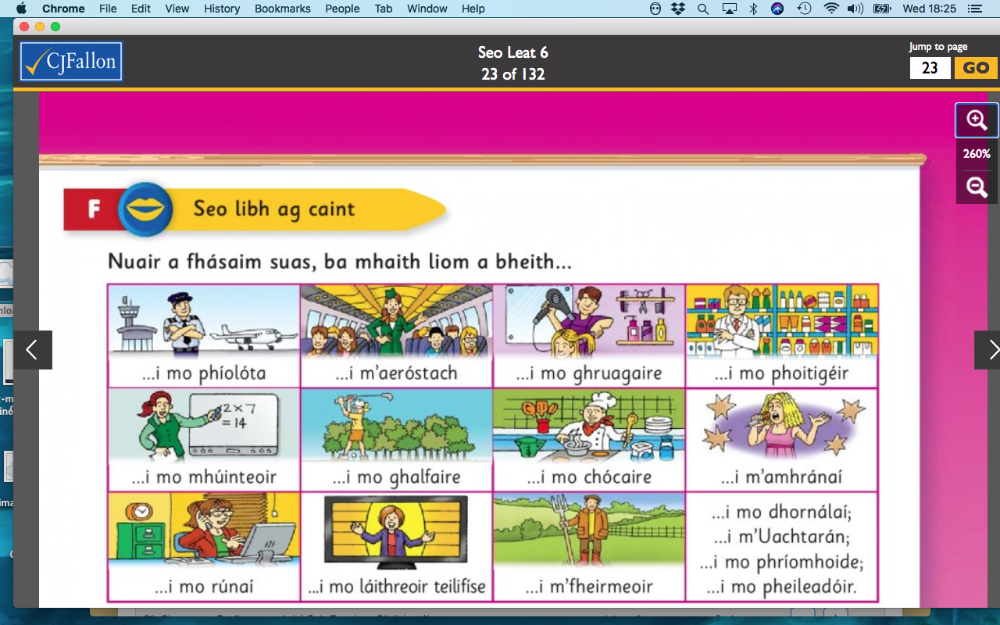 Chrome File Edit View History Bookmarks People Tab Window Help Wed 18:25
CJFallon
Seo Leat 6
23 of 132
Jump to page
23 GO
260%
F Seo libh ag caint
Nuair a fhásaim suas, ba mhaith liom a bheith...
...i mo phíolóta
...i m'aeróstach
...i mo ghruagaire
...i mo phoitigéir
2 x 7
= 14
...i mo mhúinteoir
...i mo ghalfaire
...i mo chócaire
...i m'amhránaí
...i mo rúnaí
...i mo láithreoir teilifíse
...i m'fheirmeoir
...i mo dhornálaí;
...i m'Uachtarán;
...i mo phríomhoide;
...i mo pheileadóir.